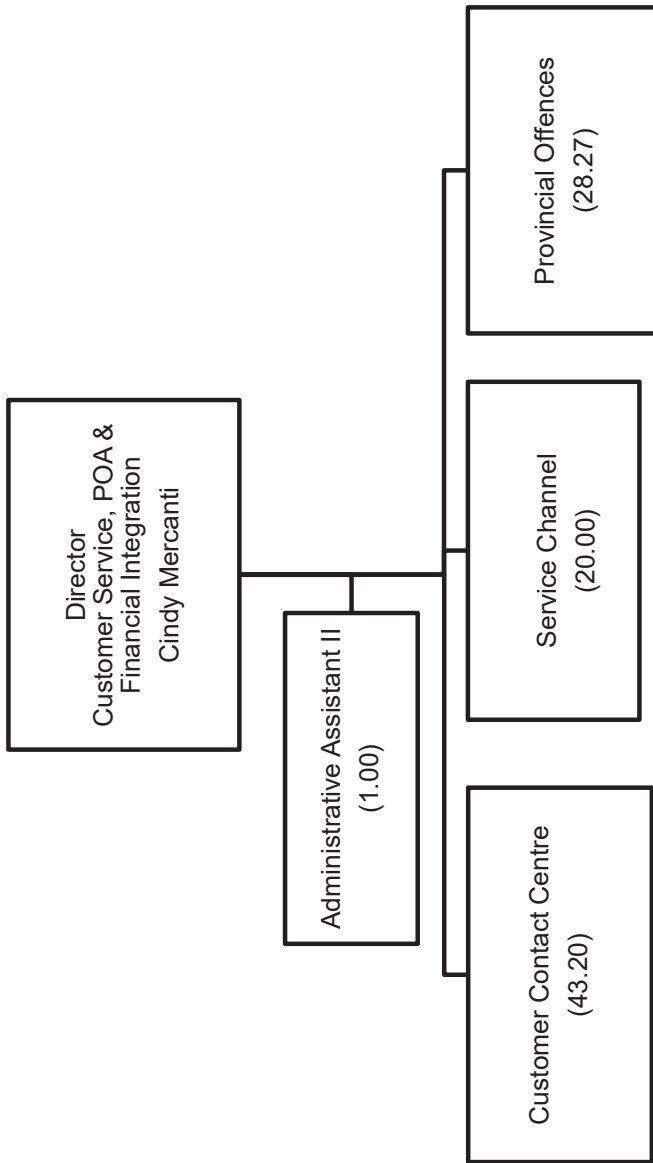 Director
Customer Service, POA &
Financial Integration
Cindy Mercanti
Administrative Assistant II
(1.00)
Customer Contact Centre
(43.20)
Service Channel
(20.00)
Provincial Offences
(28.27)